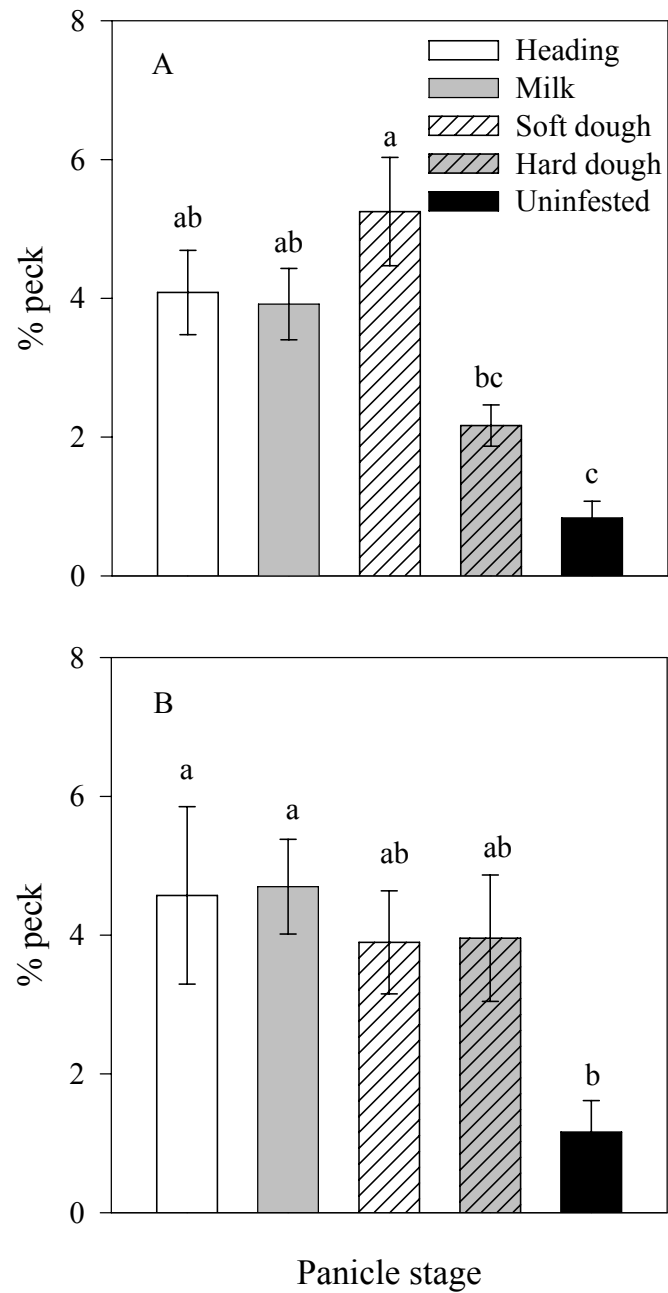 8
A
Heading
Milk
Soft dough
Hard dough
Uninfested
6
a
ab
ab
4
% peck
bc
2
c
0
8
B
6
a
a
ab
ab
4
% peck
2
b
0
Panicle stage